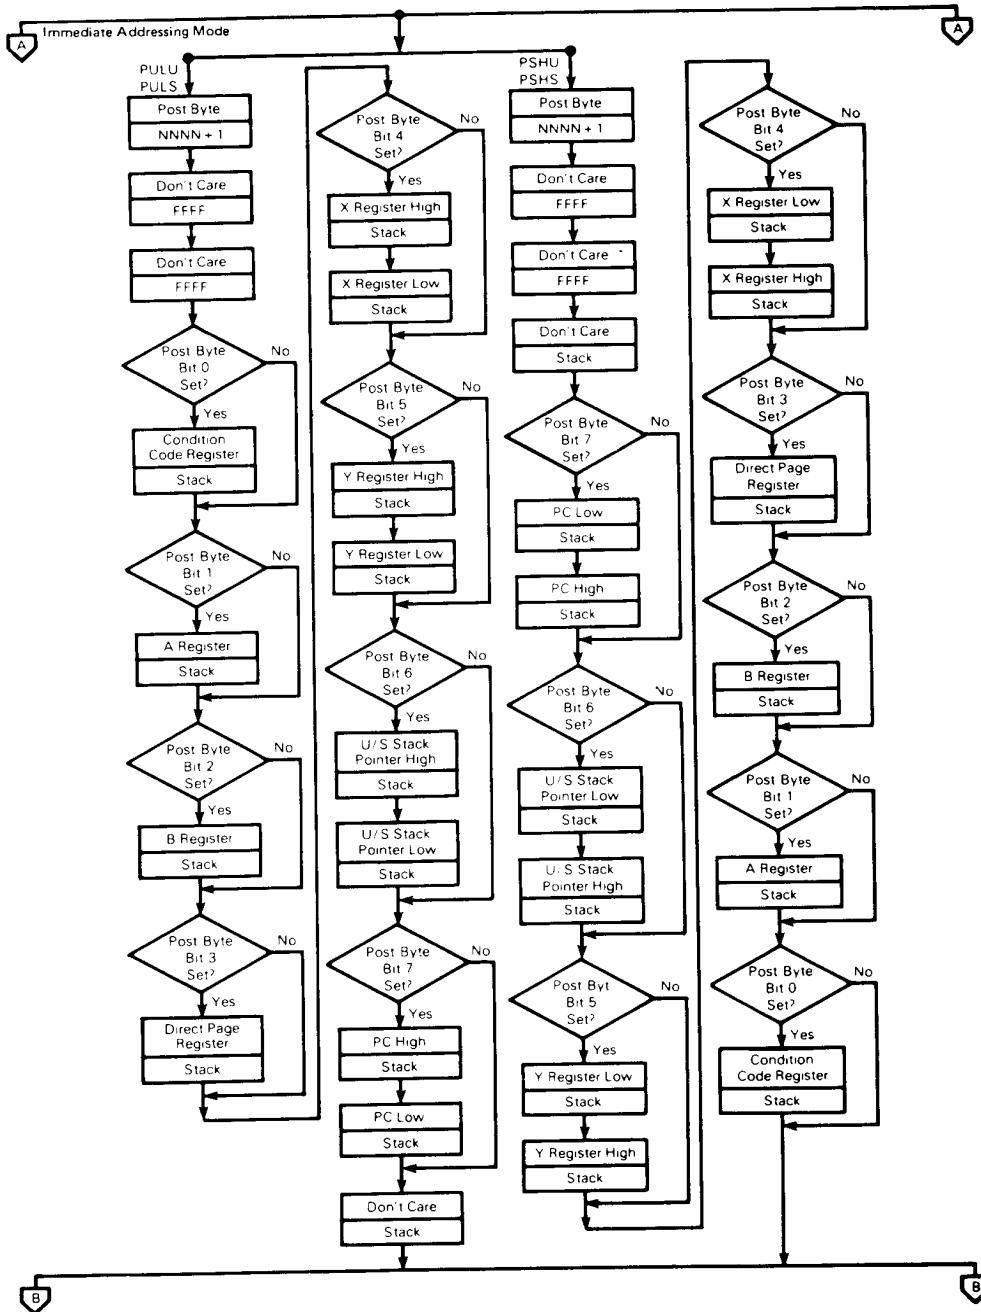 A
Immediate Addressing Mode
A
PULU
PULS
Post Byte
NNNN + 1
Don't Care
FFFF
Don't Care
FFFF
Post Byte
Bit 0
Set?
No
Yes
Condition
Code Register
Stack
Post Byte
Bit 1
Set?
No
Yes
A Register
Stack
Post Byte
Bit 2
Set?
No
Yes
B Register
Stack
Post Byte
Bit 3
Set?
No
Yes
Direct Page
Register
Stack
Post Byte
Bit 4
Set?
No
Yes
X Register High
Stack
X Register Low
Stack
Post Byte
Bit 5
Set?
No
Yes
Y Register High
Stack
Y Register Low
Stack
Post Byte
Bit 6
Set?
No
Yes
U/S Stack
Pointer High
Stack
U/S Stack
Pointer Low
Stack
Post Byte
Bit 7
Set?
No
Yes
PC High
Stack
PC Low
Stack
Don't Care
Stack
PSHU
PSHS
Post Byte
NNNN + 1
Don't Care
FFFF
Don't Care
FFFF
Don't Care
Stack
Post Byte
Bit 7
Set?
No
Yes
PC Low
Stack
PC High
Stack
Post Byte
Bit 6
Set?
No
Yes
U/S Stack
Pointer Low
Stack
U/S Stack
Pointer High
Stack
Post Byt
Bit 5
Set?
No
Yes
Y Register Low
Stack
Y Register High
Stack
Post Byte
Bit 4
Set?
No
Yes
X Register Low
Stack
X Register High
Stack
Post Byte
Bit 3
Set?
No
Yes
Direct Page
Register
Stack
Post Byte
Bit 2
Set?
No
Yes
B Register
Stack
Post Byte
Bit 1
Set?
No
Yes
A Register
Stack
Post Byte
Bit 0
Set?
No
Yes
Condition
Code Register
Stack
B
B